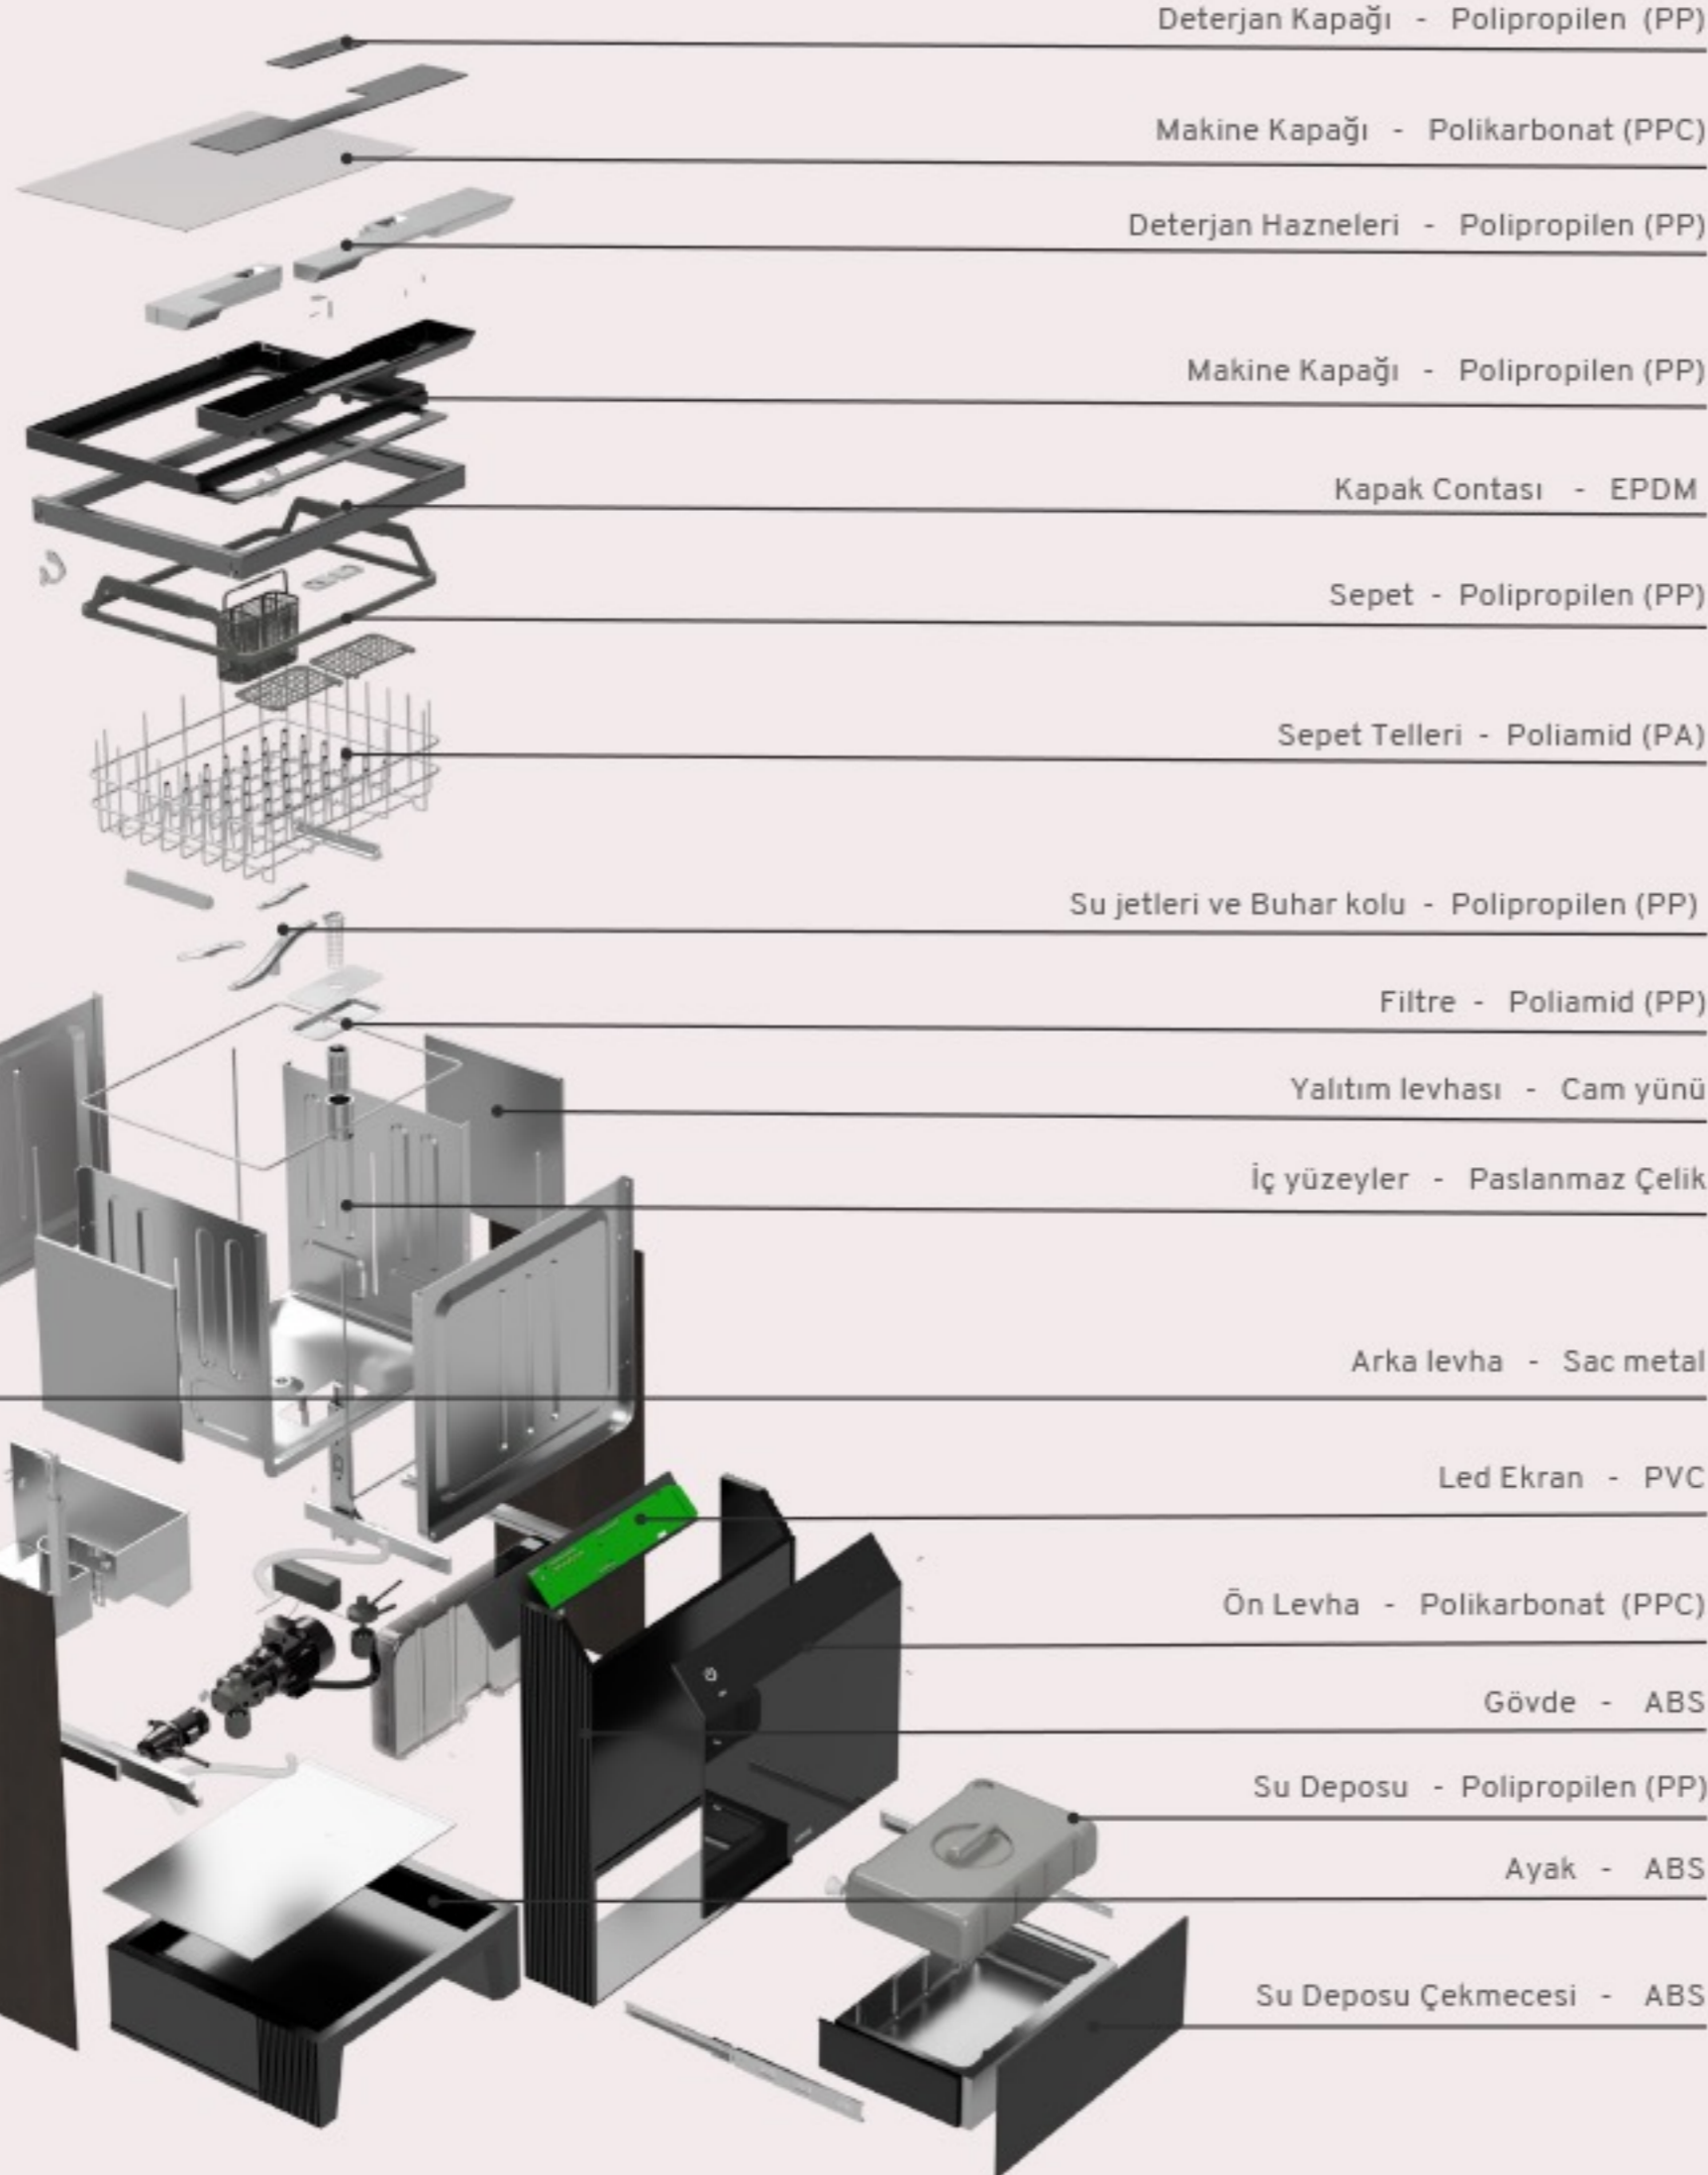 Deterjan Kapağı - Polipropilen (PP)
Makine Kapağı - Polikarbonat (PPC)
Deterjan Hazneleri - Polipropilen (PP)
Makine Kapağı - Polipropilen (PP)
Kapak Contası - EPDM
Sepet - Polipropilen (PP)
Sepet Telleri - Poliamid (PA)
Su jetleri ve Buhar kolu - Polipropilen (PP)
Filtre - Poliamid (PP)
Yalıtım levhası - Cam yünü
İç yüzeyler - Paslanmaz Çelik
Arka levha - Sac metal
Led Ekran - PVC
Ön Levha - Polikarbonat (PPC)
Gövde - ABS
Su Deposu - Polipropilen (PP)
Ayak - ABS
Su Deposu Çekmecesi - ABS